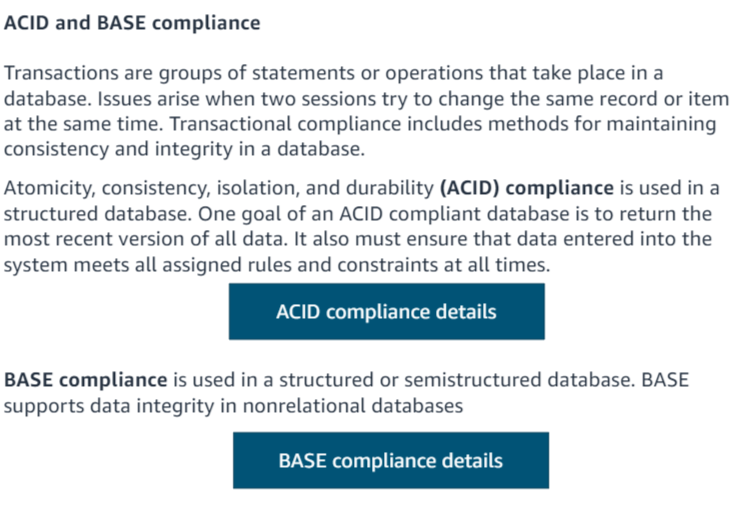 ACID and BASE compliance
Transactions are groups of statements or operations that take place in a
database. Issues arise when two sessions try to change the same record or item
at the same time. Transactional compliance includes methods for maintaining
consistency and integrity in a database.
Atomicity, consistency, isolation, and durability (ACID) compliance is used in a
structured database. One goal of an ACID compliant database is to return the
most recent version of all data. It also must ensure that data entered into the
system meets all assigned rules and constraints at all times.
ACID compliance details
BASE compliance is used in a structured or semistructured database. BASE
supports data integrity in nonrelational databases
BASE compliance details